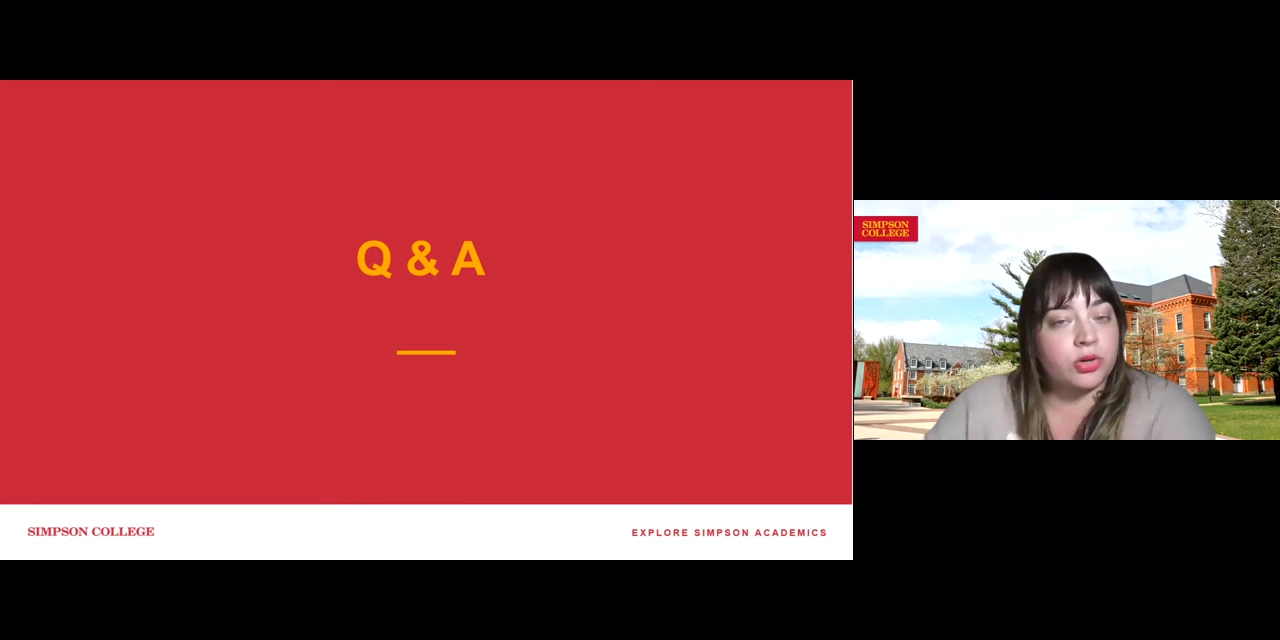 Q & A
SIMPSON COLLEGE
EXPLORE SIMPSON ACADEMICS
SIMPSON
COLLEGE